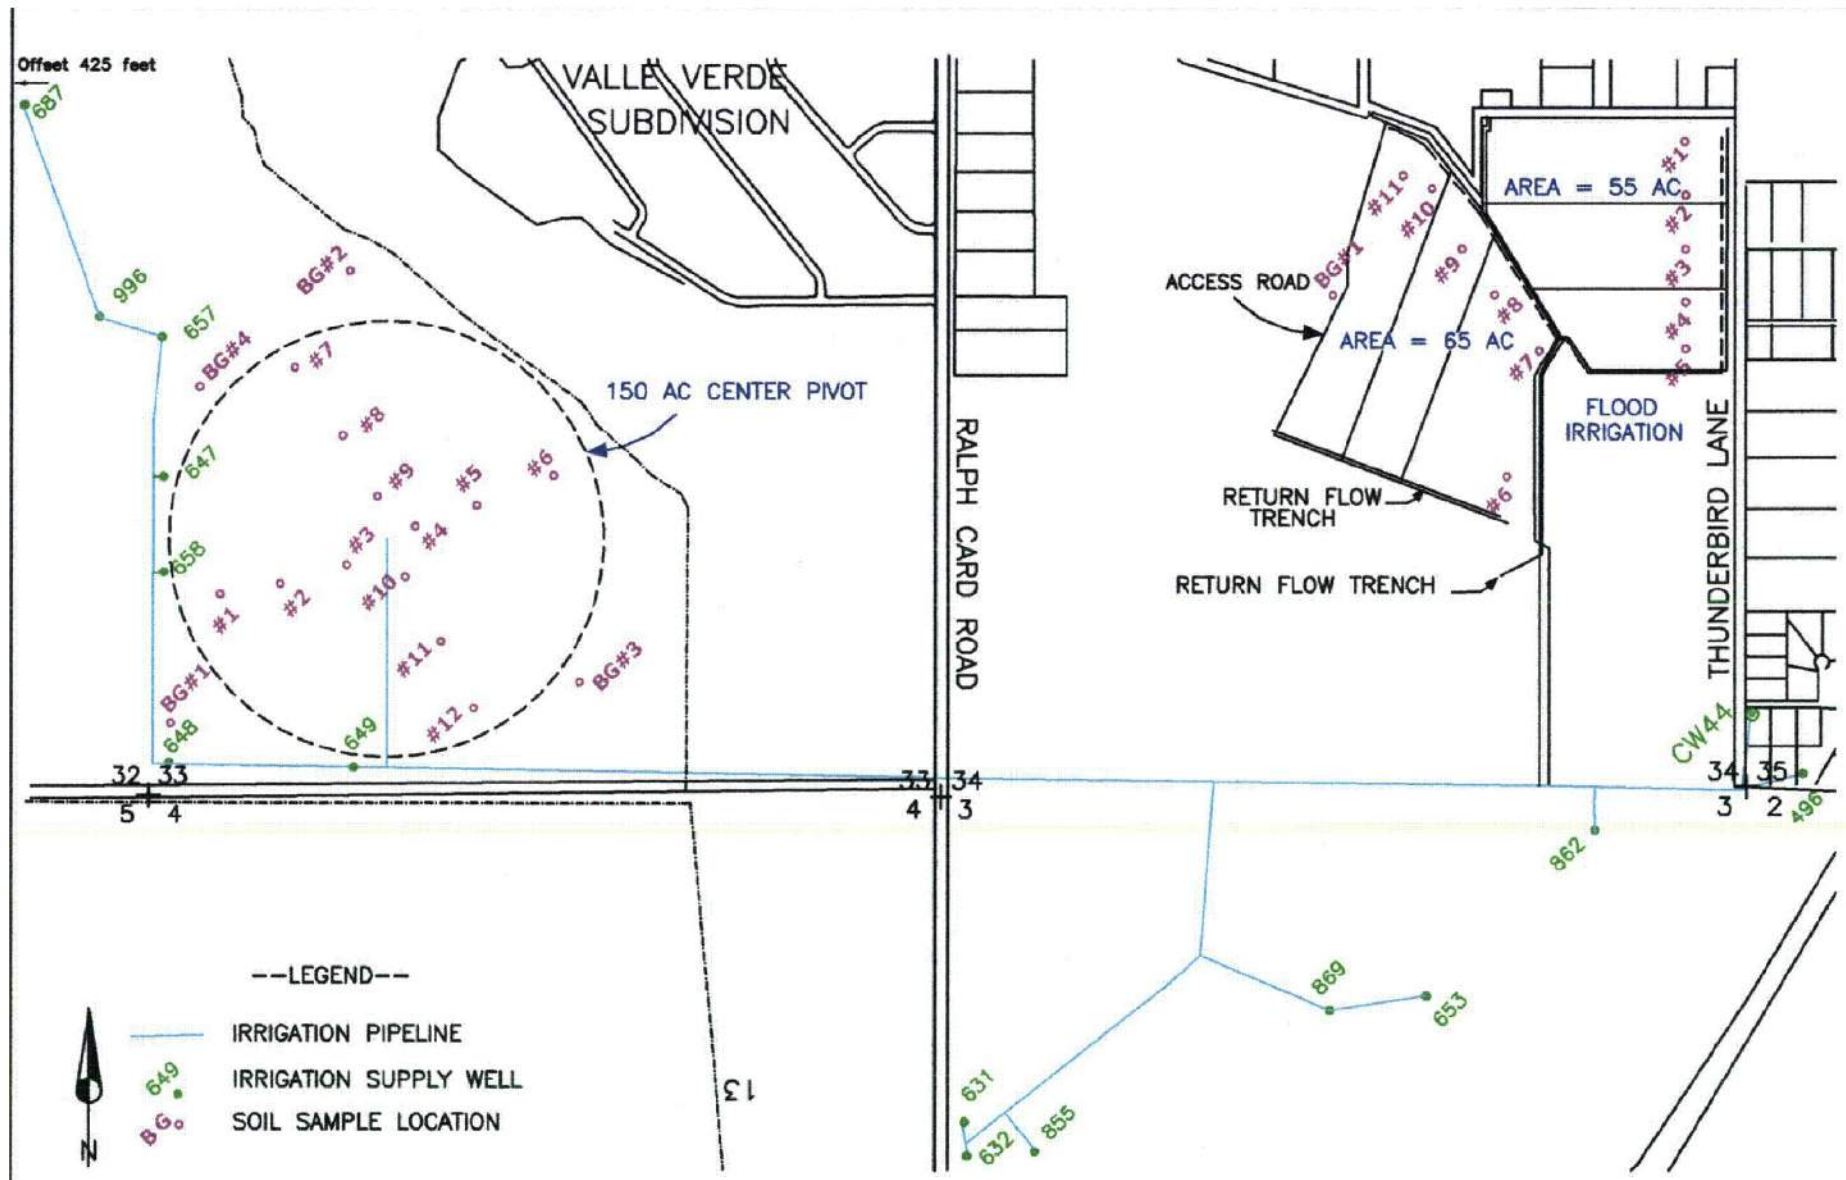 Offset 425 feet
687
996
657
647
658
648
649
VALLE VERDE
SUBDIVISION
BG#2
BG#4
#7
#8
#9
#5
#6
#3
#4
#1
#2
#10
#11
#12
BG#1
BG#3
150 AC CENTER PIVOT
RALPH CARD ROAD
AREA = 55 AC
#1
#2
#3
#4
#5
#11
#10
#9
#8
#7
#6
BG#1
ACCESS ROAD
AREA = 65 AC
FLOOD
IRRIGATION
RETURN FLOW
TRENCH
RETURN FLOW TRENCH
THUNDERBIRD LANE
CW44
496
32 33
5 4
33 34
4 3
34 35
3 2
862
869
653
631
632
855
13
--LEGEND--
IRRIGATION PIPELINE
649
IRRIGATION SUPPLY WELL
BG
SOIL SAMPLE LOCATION
N